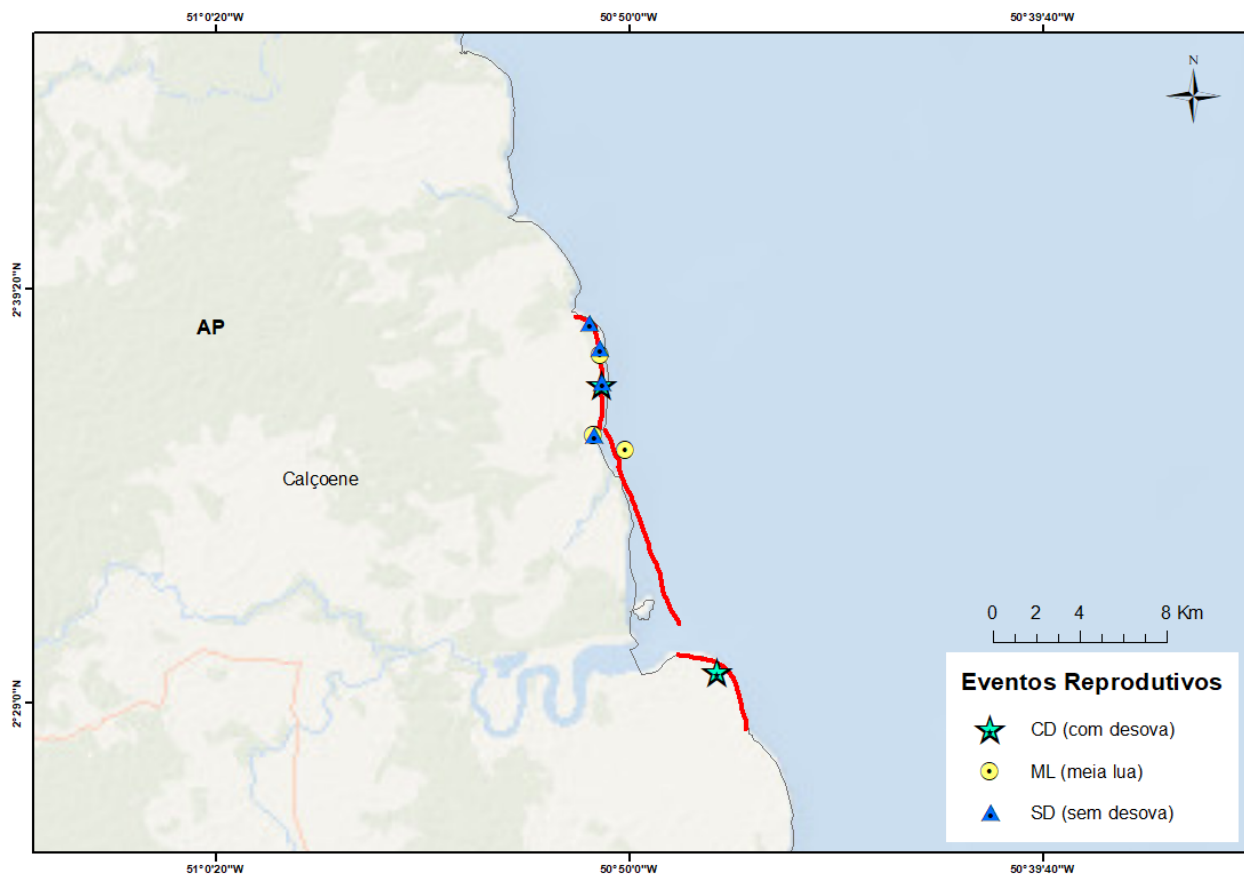 51°0'20"W 50°50'0"W 50°39'40"W
N
2°39'20"N
AP
Calçoene
0 2 4 8 Km
Eventos Reprodutivos
2°29'0"N
CD (com desova)
ML (meia lua)
SD (sem desova)
51°0'20"W 50°50'0"W 50°39'40"W